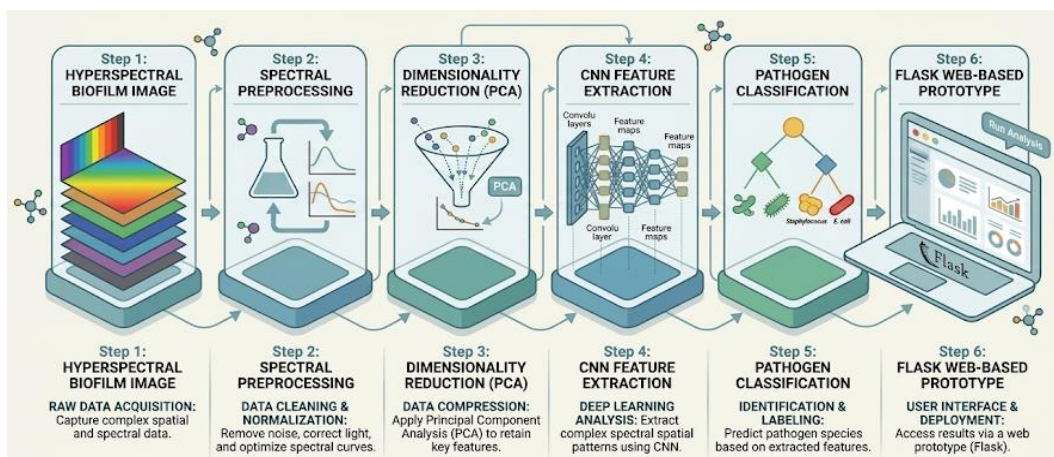 Step 1:
HYPERSPECTRAL
BIOFILM IMAGE
Step 2:
SPECTRAL
PREPROCESSING
Step 3:
DIMENSIONALITY
REDUCTION (PCA)
PCA
Step 4:
CNN FEATURE
EXTRACTION
Convolu
layers
Feature
maps
Feature
maps
Convolu
layer
Feature
maps
Step 5:
PATHOGEN
CLASSIFICATION
Staphylococus
E. coli
Step 6:
FLASK WEB-BASED
PROTOTYPE
Run Analysis
Flask
Step 1:
HYPERSPECTRAL
BIOFILM IMAGE
RAW DATA ACQUISITION:
Capture complex spatial
and spectral data.
Step 2:
SPECTRAL
PREPROCESSING
DATA CLEANING &
NORMALIZATION:
Remove noise, correct light,
and optimize spectral curves.
Step 3:
DIMENSIONALITY
REDUCTION (PCA)
DATA COMPRESSION:
Apply Principal Component
Analysis (PCA) to retain
key features.
Step 4:
CNN FEATURE
EXTRACTION
DEEP LEARNING
ANALYSIS: Extract
complex spectral spatial
patterns using CNN.
Step 5:
PATHOGEN
CLASSIFICATION
IDENTIFICATION &
LABELING:
Predict pathogen species
based on extracted features.
Step 6:
FLASK WEB-BASED
PROTOTYPE
USER INTERFACE &
DEPLOYMENT:
Access results via a web
prototype (Flask).